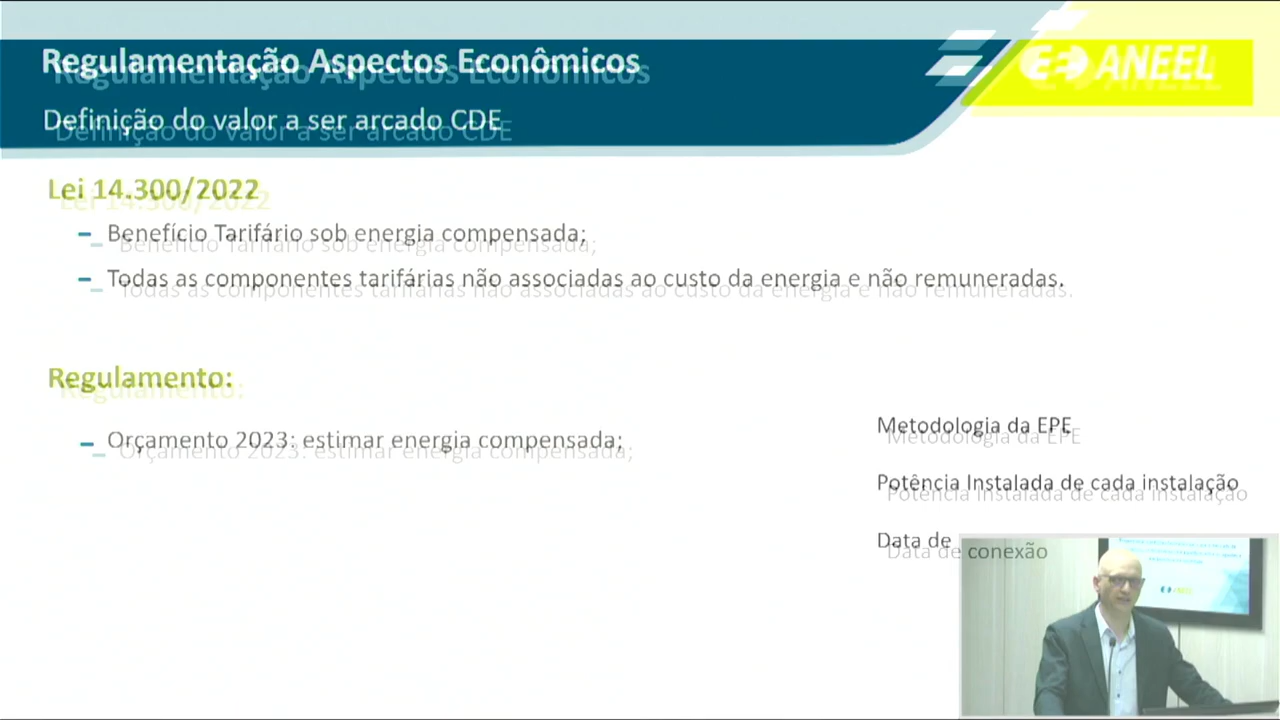 Regulamentação Aspectos Econômicos
ANEEL
Definição do valor a ser arcado CDE
Lei 14.300/2022
– Benefício Tarifário sob energia compensada;
– Todas as componentes tarifárias não associadas ao custo da energia e não remuneradas.
Regulamento:
– Orçamento 2023: estimar energia compensada;
Metodologia da EPE
Potência Instalada de cada instalação
Data de conexão